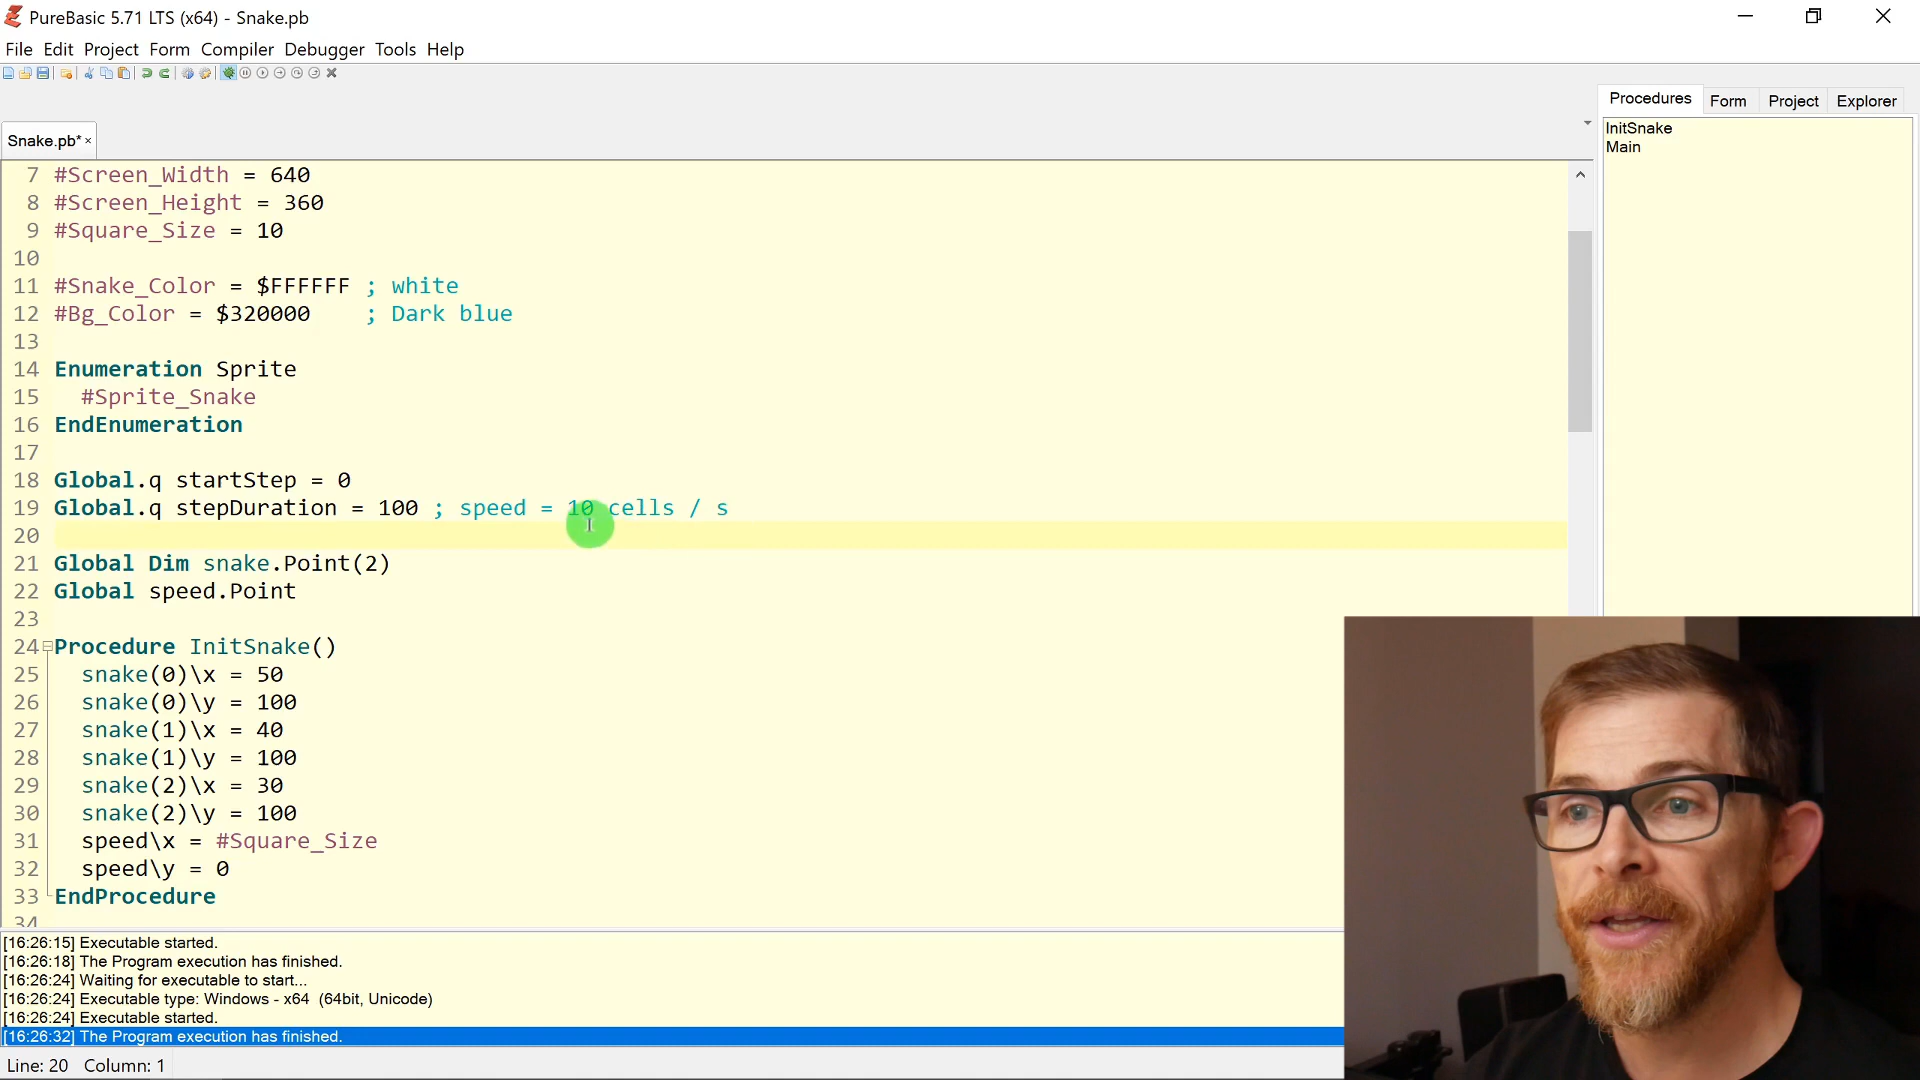 PureBasic 5.71 LTS (x64) - Snake.pb
File Edit Project Form Compiler Debugger Tools Help
Procedures Form Project Explorer
Snake.pb*
InitSnake
Main
7 #Screen_Width = 640
8 #Screen_Height = 360
9 #Square_Size = 10
10
11 #Snake_Color = $FFFFFF ; white
12 #Bg_Color = $320000 ; Dark blue
13
14 Enumeration Sprite
15 #Sprite_Snake
16 EndEnumeration
17
18 Global.q startStep = 0
19 Global.q stepDuration = 100 ; speed = 10 cells / s
20
21 Global Dim snake.Point(2)
22 Global speed.Point
23
24 Procedure InitSnake()
25 snake(0)\x = 50
26 snake(0)\y = 100
27 snake(1)\x = 40
28 snake(1)\y = 100
29 snake(2)\x = 30
30 snake(2)\y = 100
31 speed\x = #Square_Size
32 speed\y = 0
33 EndProcedure
34
[16:26:15] Executable started.
[16:26:18] The Program execution has finished.
[16:26:24] Waiting for executable to start...
[16:26:24] Executable type: Windows - x64 (64bit, Unicode)
[16:26:24] Executable started.
[16:26:32] The Program execution has finished.
Line: 20 Column: 1